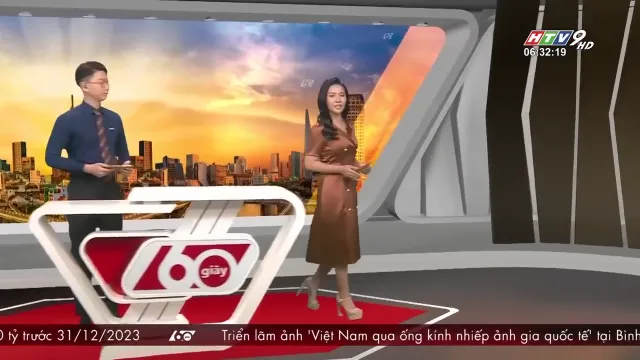 HTV9 HD
06:32:19
60
giây
0 tỷ trước 31/12/2023 60 Triển lãm ảnh 'Việt Nam qua ống kính nhiếp ảnh gia quốc tế' tại Bình